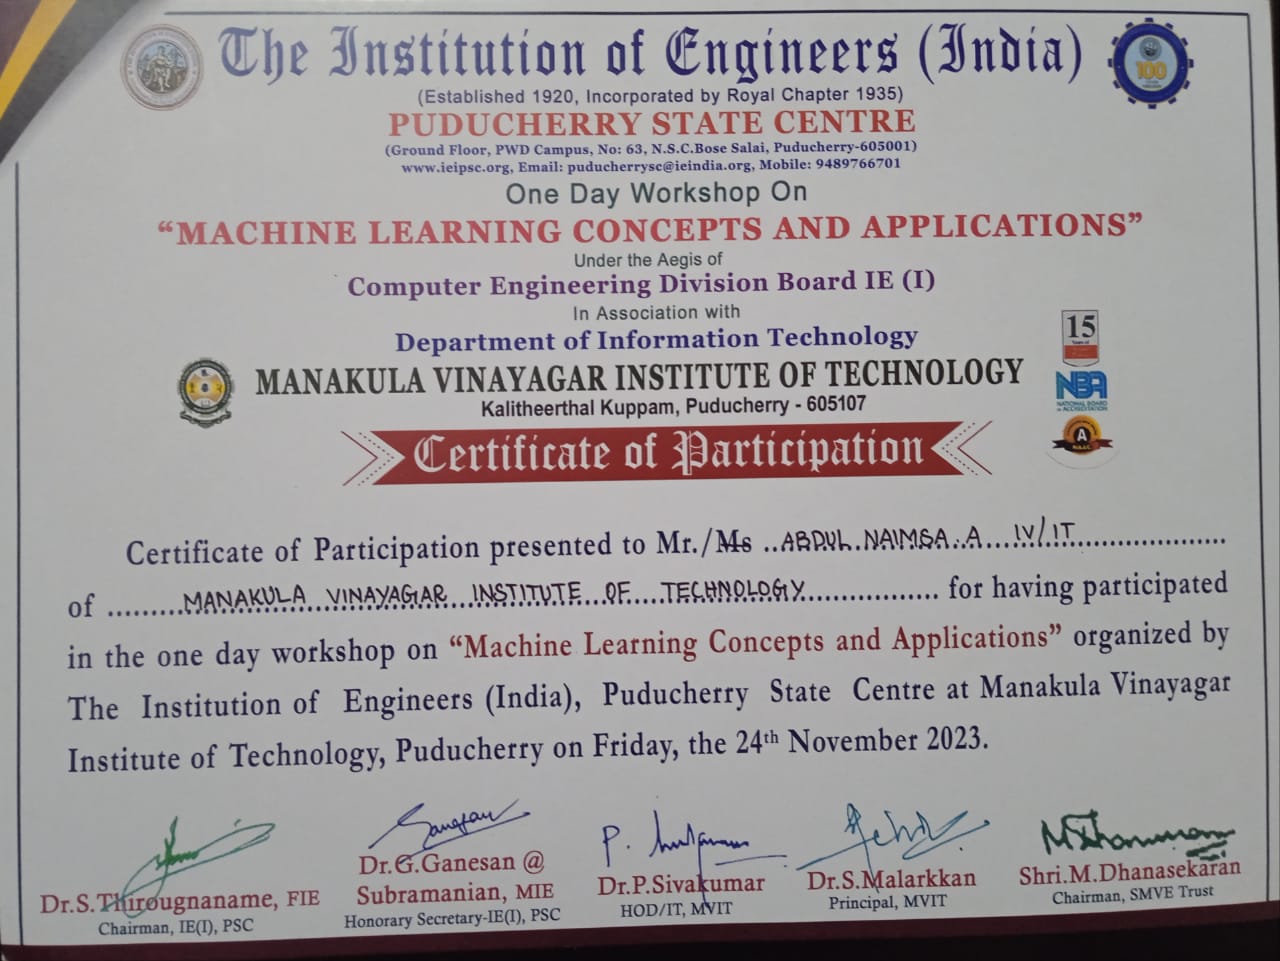 The Institution of Engineers (India)
(Established 1920, Incorporated by Royal Chapter 1935)
PUDUCHERRY STATE CENTRE
(Ground Floor, PWD Campus, No: 63, N.S.C.Bose Salai, Puducherry-605001)
www.ieipsc.org, Email: puducherrysc@ieindia.org, Mobile: 9489766701
One Day Workshop On
“MACHINE LEARNING CONCEPTS AND APPLICATIONS”
Under the Aegis of
Computer Engineering Division Board IE (I)
In Association with
Department of Information Technology
MANAKULA VINAYAGAR INSTITUTE OF TECHNOLOGY
Kalitheerthal Kuppam, Puducherry - 605107
100
15
Years of
NBA
NATIONAL BOARD
of ACCREDITATION
A
NAAC
Certificate of Participation
Certificate of Participation presented to Mr./Ms ..ABDUL NAIMSA. A... IV/IT....................
of .........MANAKULA VINAYAGAR INSTITUTE OF TECHNOLOGY................ for having participated
in the one day workshop on “Machine Learning Concepts and Applications” organized by
The Institution of Engineers (India), Puducherry State Centre at Manakula Vinayagar
Institute of Technology, Puducherry on Friday, the 24th November 2023.
Dr.S.Thirougnaname, FIE
Chairman, IE(I), PSC
Dr.G.Ganesan @
Subramanian, MIE
Honorary Secretary-IE(I), PSC
Dr.P.Sivakumar
HOD/IT, MVIT
Dr.S.Malarkkan
Principal, MVIT
Shri.M.Dhanasekaran
Chairman, SMVE Trust